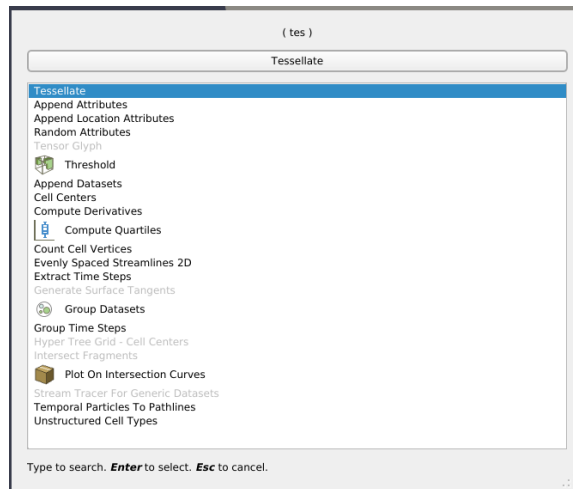 ( tes )
Tessellate
Tessellate
Append Attributes
Append Location Attributes
Random Attributes
Tensor Glyph
Threshold
Append Datasets
Cell Centers
Compute Derivatives
Compute Quartiles
Count Cell Vertices
Evenly Spaced Streamlines 2D
Extract Time Steps
Generate Surface Tangents
Group Datasets
Group Time Steps
Hyper Tree Grid - Cell Centers
Intersect Fragments
Plot On Intersection Curves
Stream Tracer For Generic Datasets
Temporal Particles To Pathlines
Unstructured Cell Types
Type to search. Enter to select. Esc to cancel.